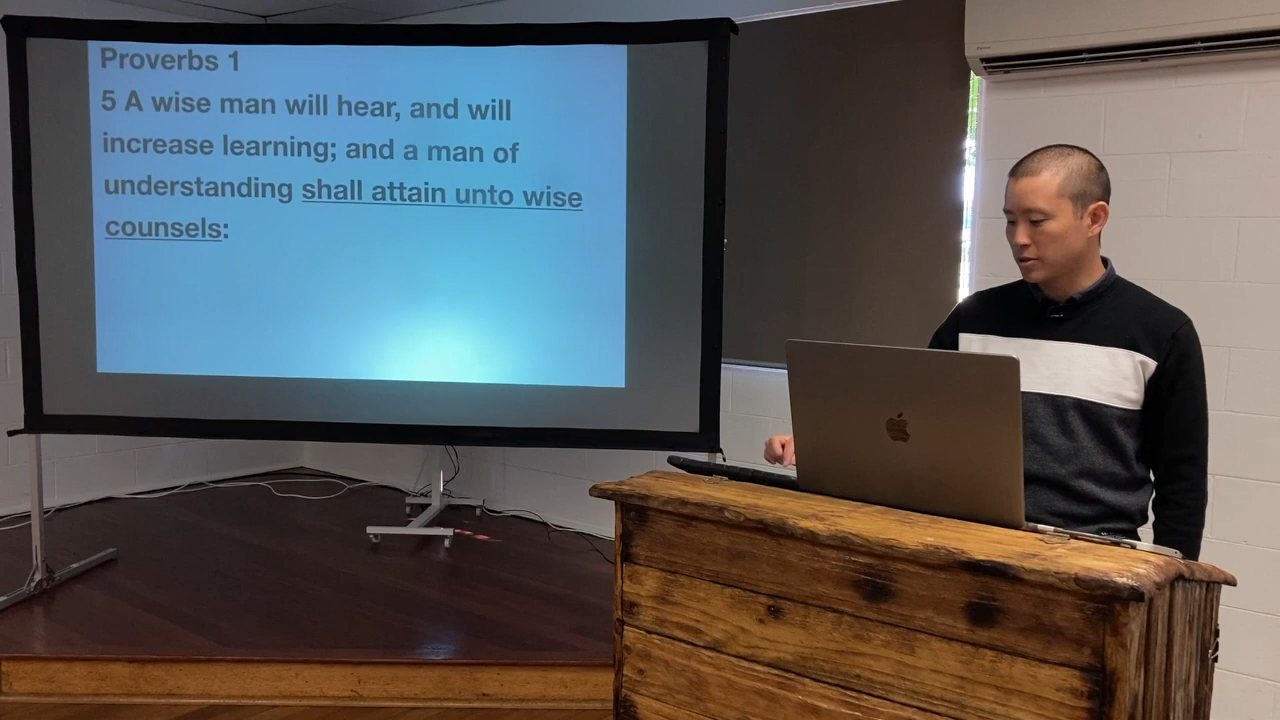 Proverbs 1
5 A wise man will hear, and will
increase learning; and a man of
understanding shall attain unto wise
counsels: